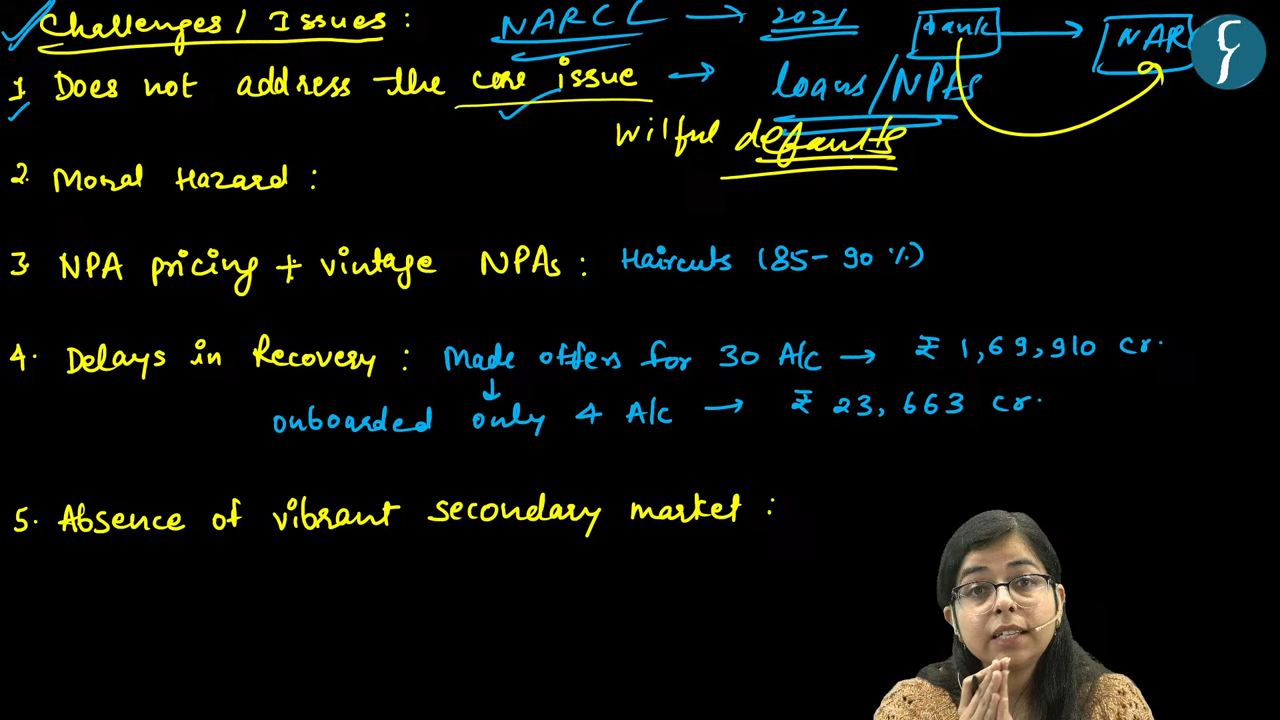 Challenges / Issues : NARCL → 2021 Bank → NAR
1 Does not address the core issue → loans/NPAs
Wilful defaults
2. Moral Hazard :
3. NPA pricing + vintage NPAs : Haircuts (85-90 %)
4. Delays in Recovery : Made offers for 30 A/c → ₹ 1,69,910 cr.
↓
onboarded only 4 A/c → ₹ 23,663 cr.
5. Absence of vibrant secondary market :